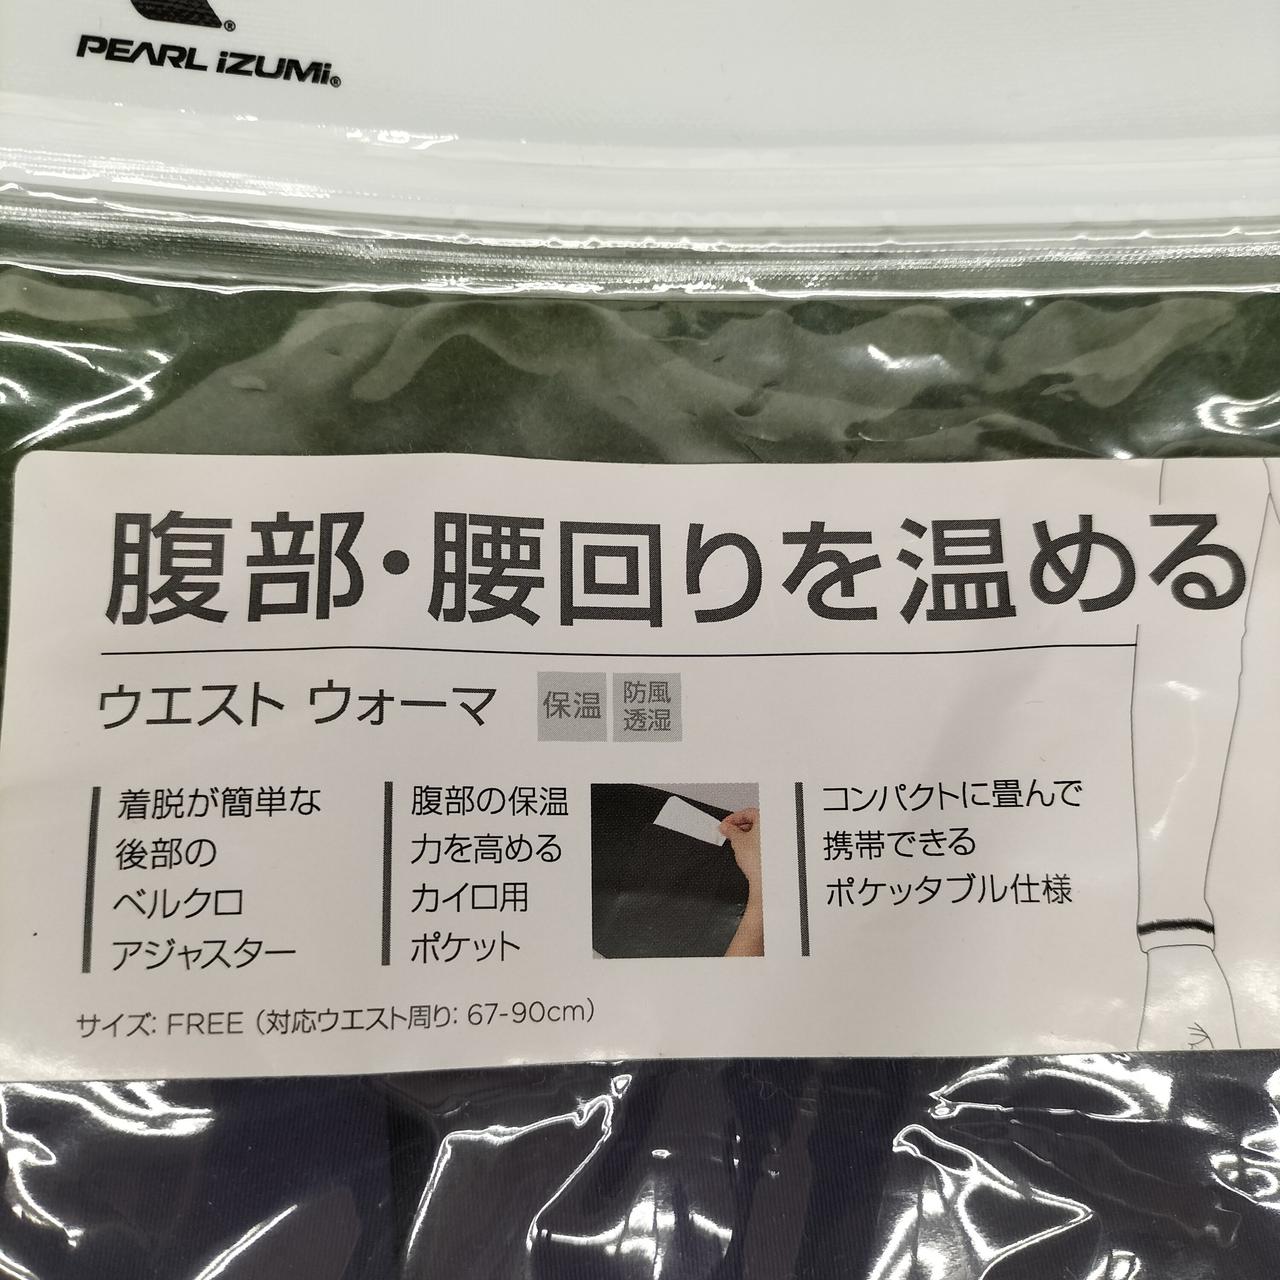 PEARL iZUMi®
腹部・腰回りを温める
ウエスト ウォーマ
保温
防風
透湿
着脱が簡単な
後部の
ベルクロ
アジャスター
腹部の保温
力を高める
カイロ用
ポケット
コンパクトに畳んで
携帯できる
ポケッタブル仕様
サイズ: FREE (対応ウエスト周り: 67-90cm)